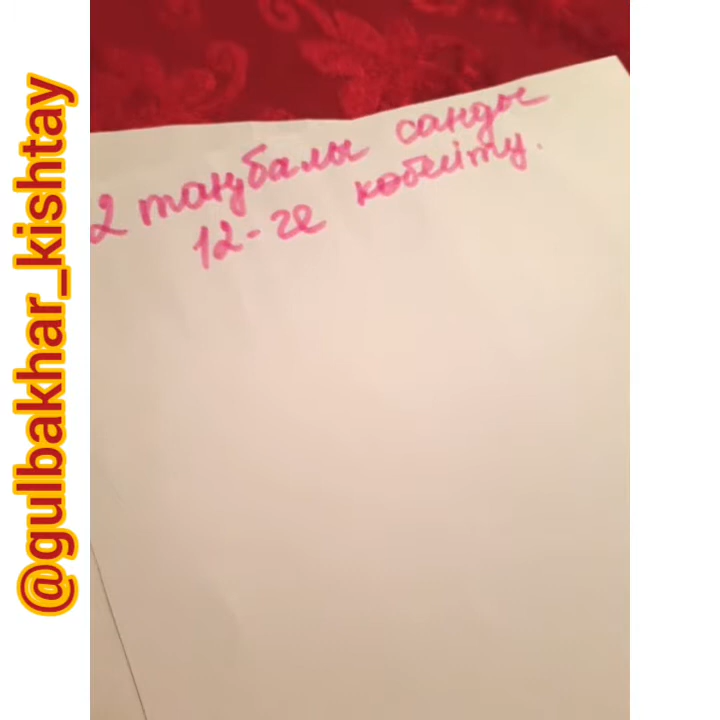 @gulbakhar_kishtay
2 таңбалы санды
12-ге көбейту.